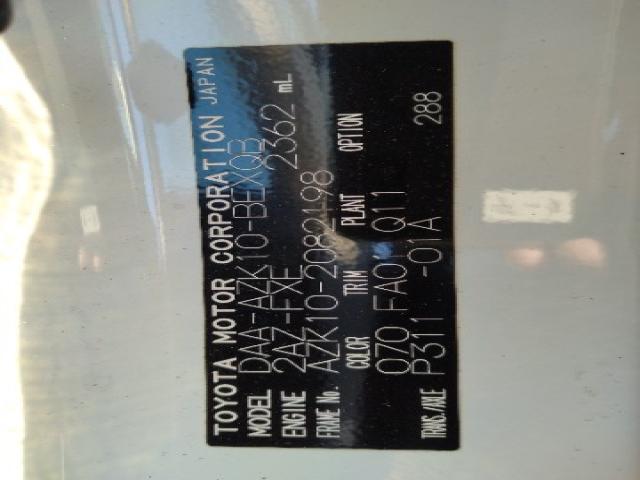 TOYOTA MOTOR CORPORATION JAPAN
MODEL DAA-AZK10-BEXQB
ENGINE 2AZ-FXE 2362 mL
FRAME No. AZK10-2082198
COLOR TRIM PLANT OPTION
070 FA01 Q11
TRANS./AXLE P311 -01A 288